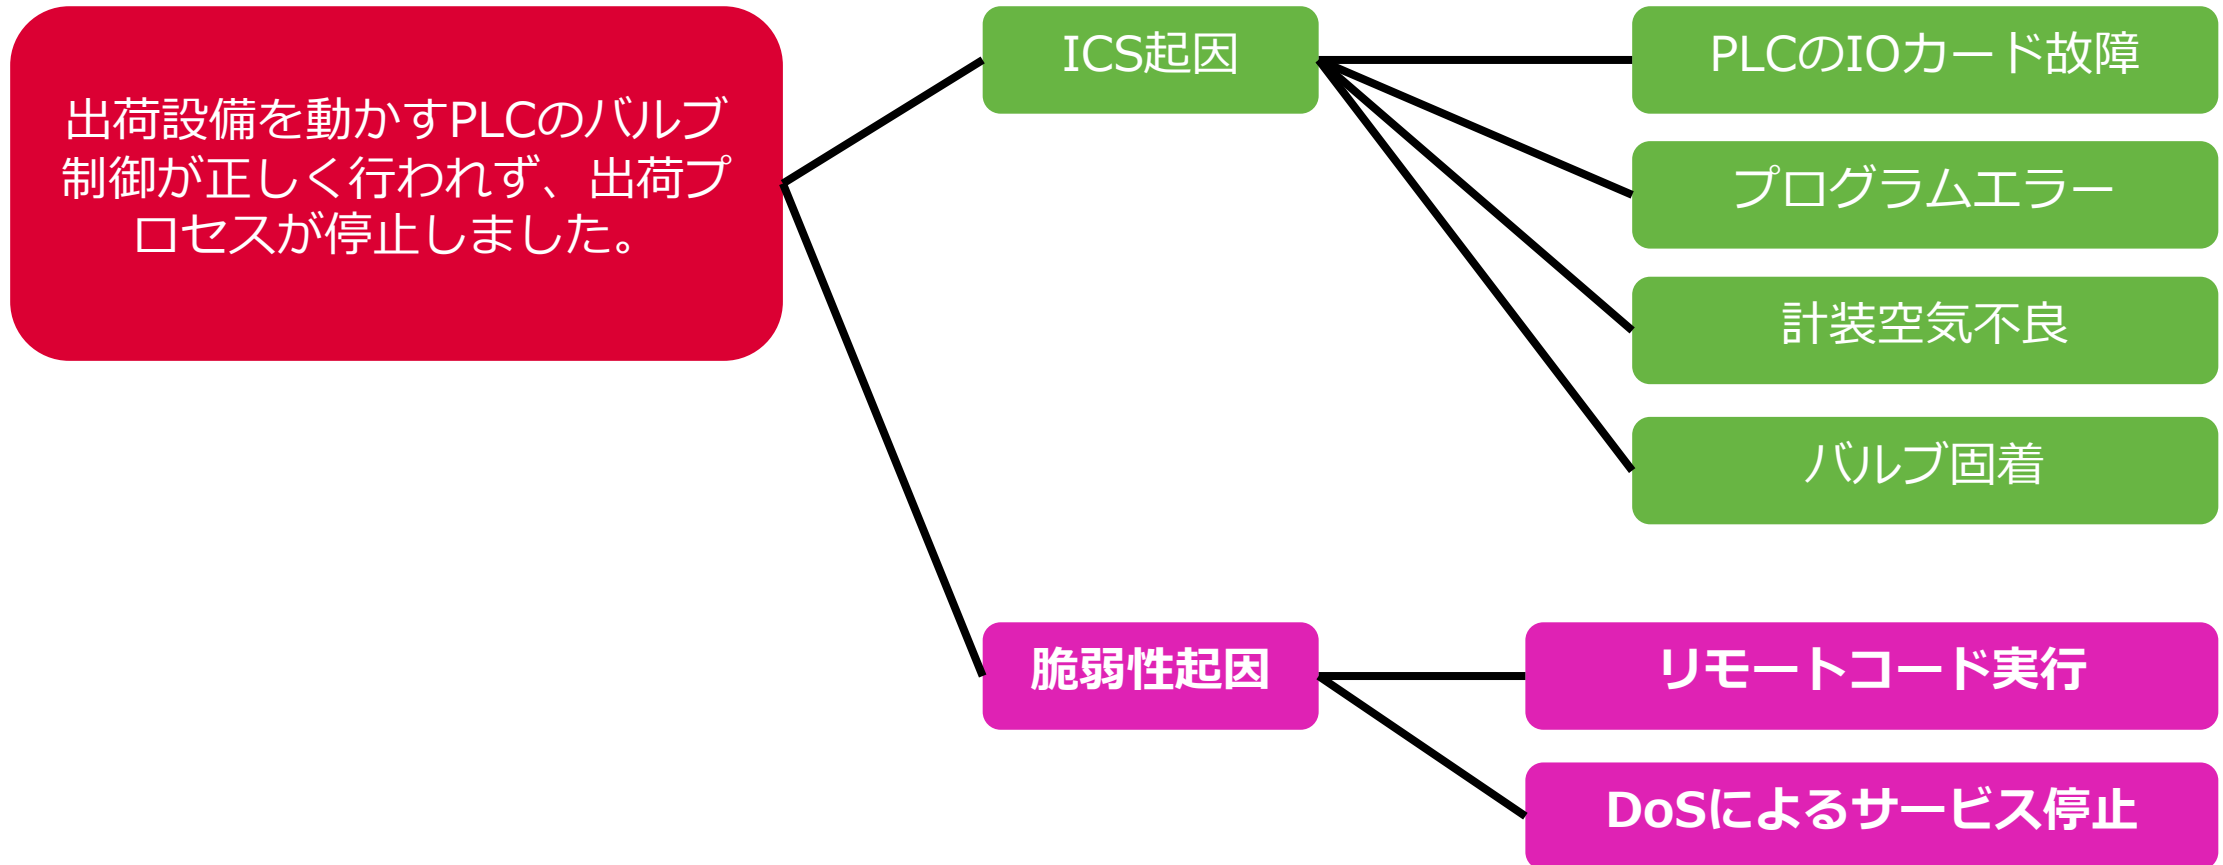 出荷設備を動かすPLCのバルブ
制御が正しく行われず、出荷プ
ロセスが停止しました。
ICS起因
PLCのIOカード故障
プログラムエラー
計装空気不良
バルブ固着
脆弱性起因
リモートコード実行
DoSによるサービス停止